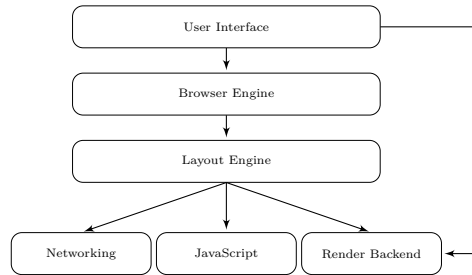 User Interface
Browser Engine
Layout Engine
Networking
JavaScript
Render Backend